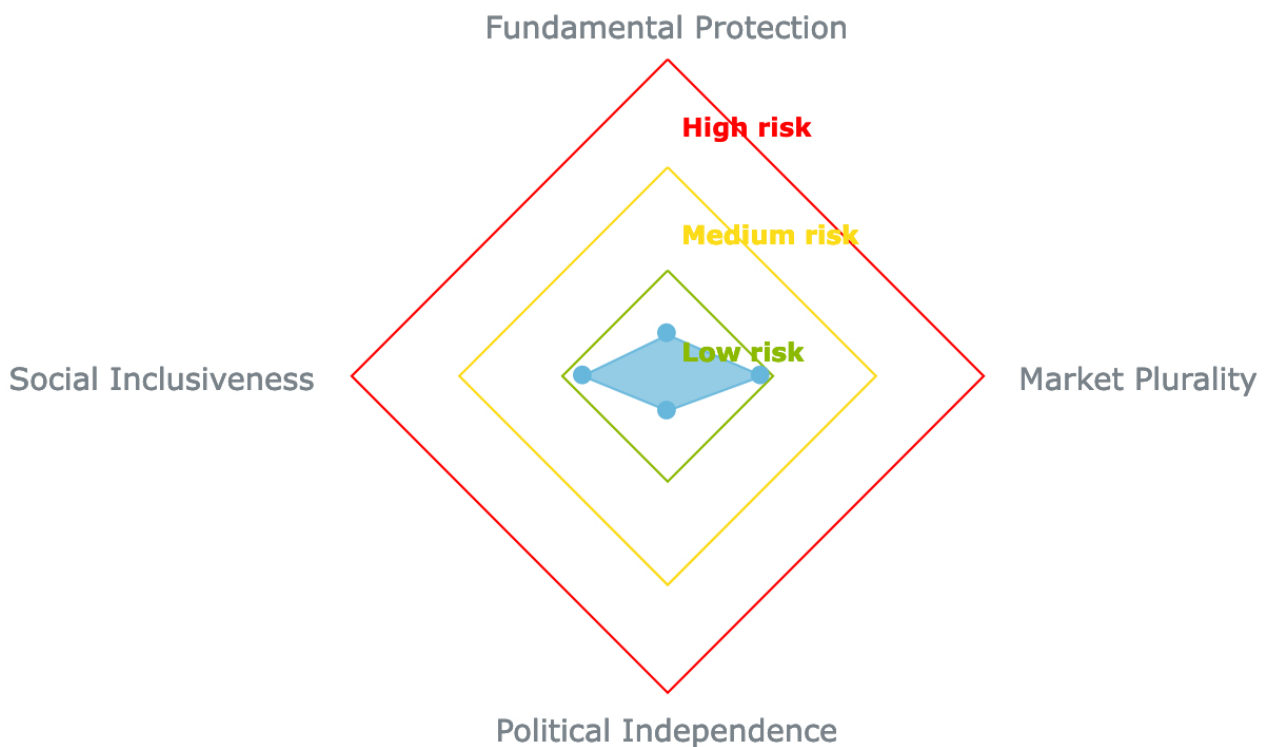 Fundamental Protection
High risk
Medium risk
Low risk
Social Inclusiveness
Market Plurality
Political Independence